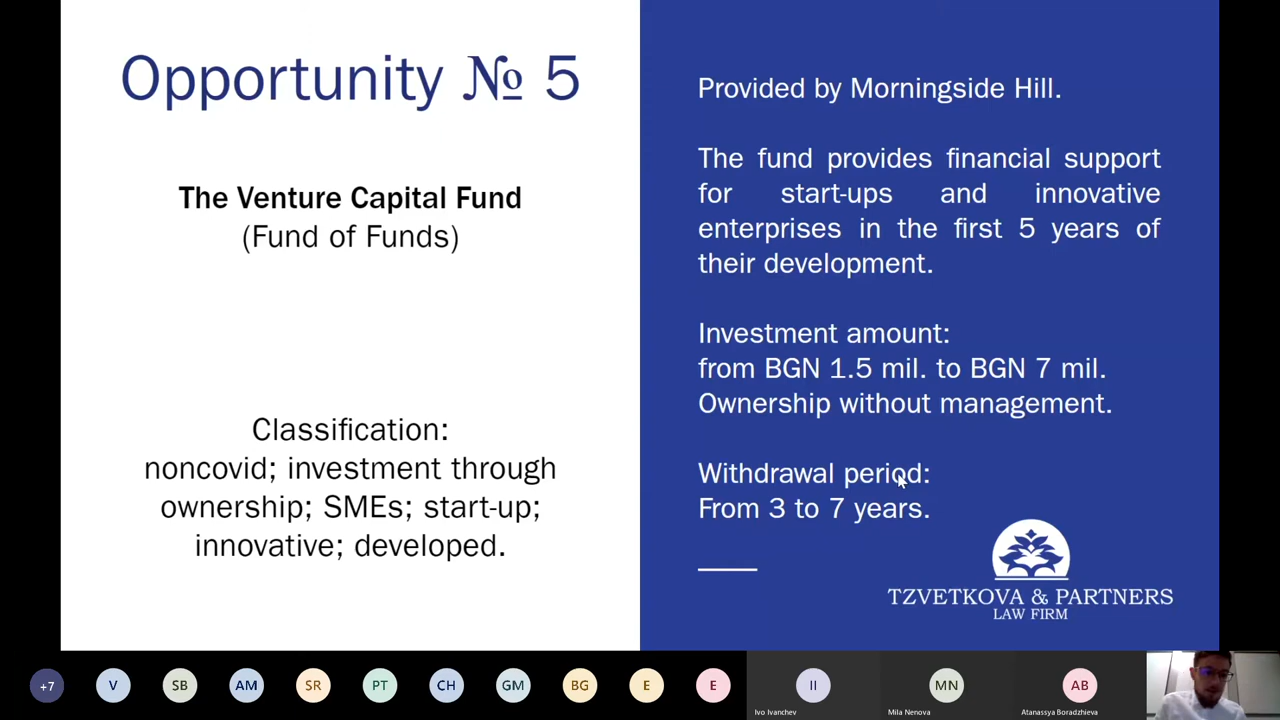 Opportunity № 5
The Venture Capital Fund
(Fund of Funds)
Classification:
noncovid; investment through
ownership; SMEs; start-up;
innovative; developed.
Provided by Morningside Hill.
The fund provides financial support
for start-ups and innovative
enterprises in the first 5 years of
their development.
Investment amount:
from BGN 1.5 mil. to BGN 7 mil.
Ownership without management.
Withdrawal period:
From 3 to 7 years.
TZVETKOVA & PARTNERS
LAW FIRM
+7
V
SB
AM
SR
PT
CH
GM
BG
E
E
II
Ivo Ivanchev
MN
Mila Nenova
AB
Atanassya Boradzhieva